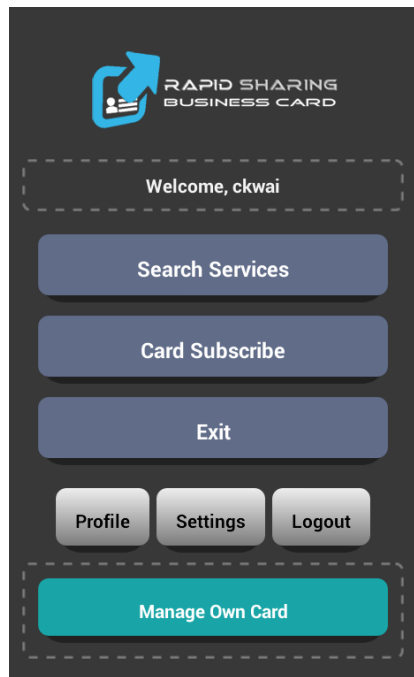 RAPID SHARING
BUSINESS CARD
Welcome, ckwai
Search Services
Card Subscribe
Exit
Profile Settings Logout
Manage Own Card